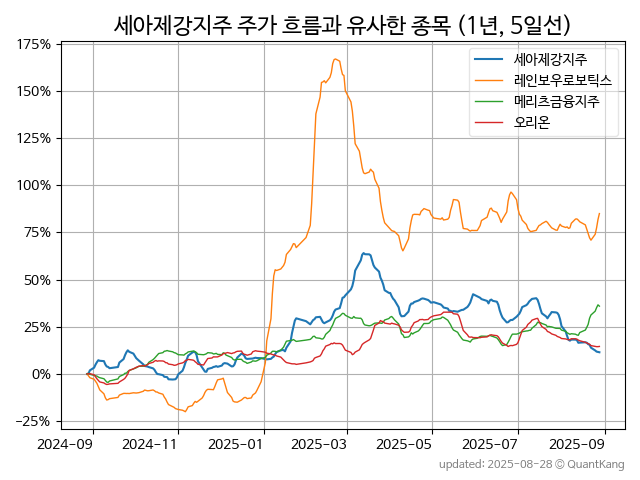 세아제강지주 주가 흐름과 유사한 종목 (1년, 5일선)
175%
150%
125%
100%
75%
50%
25%
0%
−25%
세아제강지주
레인보우로보틱스
메리츠금융지주
오리온
2024-09
2024-11
2025-01
2025-03
2025-05
2025-07
2025-09
updated: 2025-08-28 © QuantKang